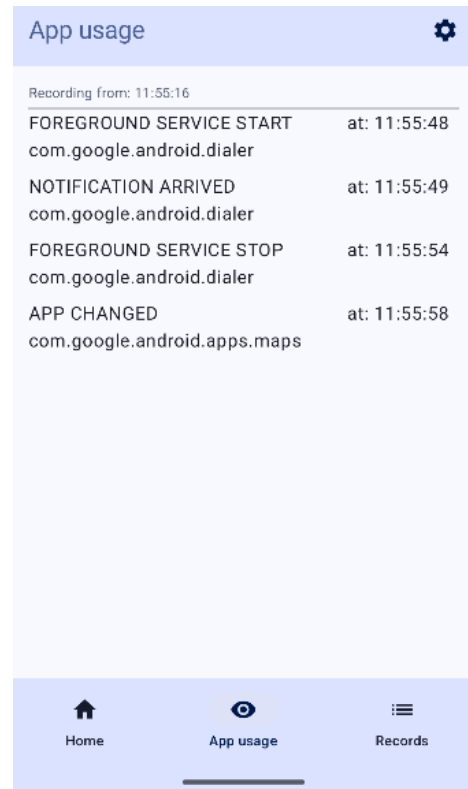 App usage
Recording from: 11:55:16
FOREGROUND SERVICE START at: 11:55:48
com.google.android.dialer
NOTIFICATION ARRIVED at: 11:55:49
com.google.android.dialer
FOREGROUND SERVICE STOP at: 11:55:54
com.google.android.dialer
APP CHANGED at: 11:55:58
com.google.android.apps.maps
Home App usage Records